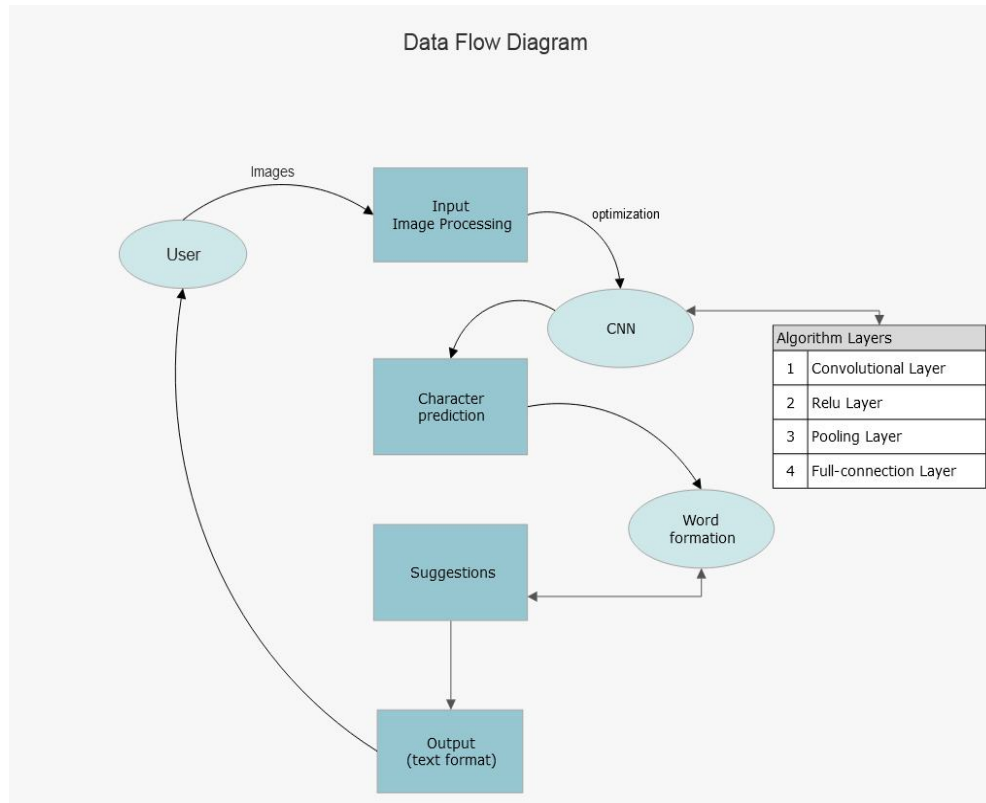 Data Flow Diagram
Images
Input
Image Processing
optimization
User
CNN
Algorithm Layers
1 Convolutional Layer
2 Relu Layer
3 Pooling Layer
4 Full-connection Layer
Character
prediction
Word
formation
Suggestions
Output
(text format)